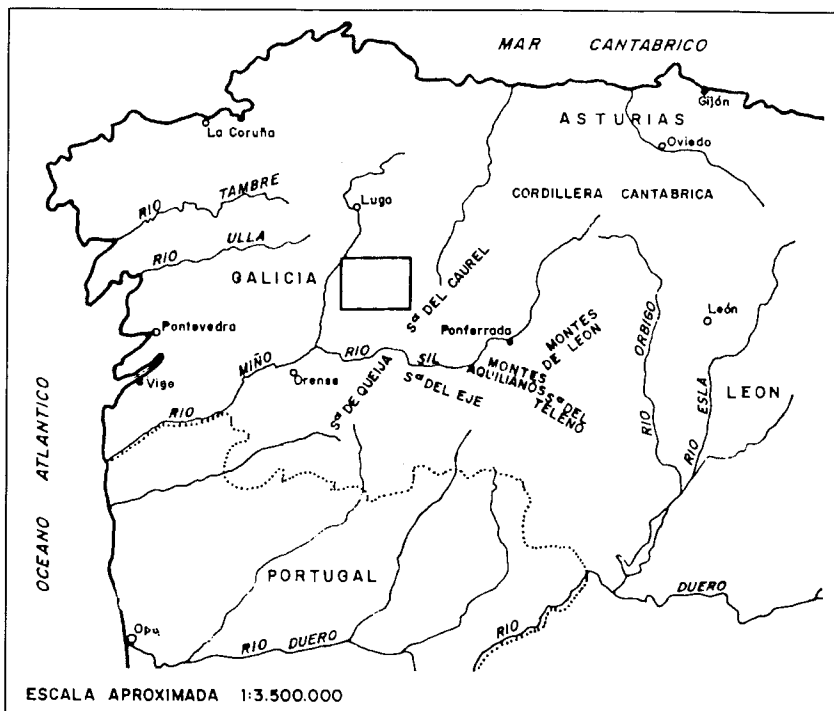 MAR CANTABRICO
Gijón
ASTURIAS
La Coruña
Oviedo
CORDILLERA CANTABRICA
RIO TAMBRE
Lugo
RIO ULLA
GALICIA
Sª DEL CAUREL
León
Pontevedra
Ponferrada
MONTES DE LEON
RIO ORBIGO
RIO SIL
MONTES AQUILIANOS
Sª DEL TELENO
RIO ESLA
LEON
Vigo
RIO MIÑO
Orense
Sª DE QUEIJA
Sª DEL EJE
OCEANO ATLANTICO
PORTUGAL
RIO DUERO
RIO DUERO
ESCALA APROXIMADA 1:3.500.000